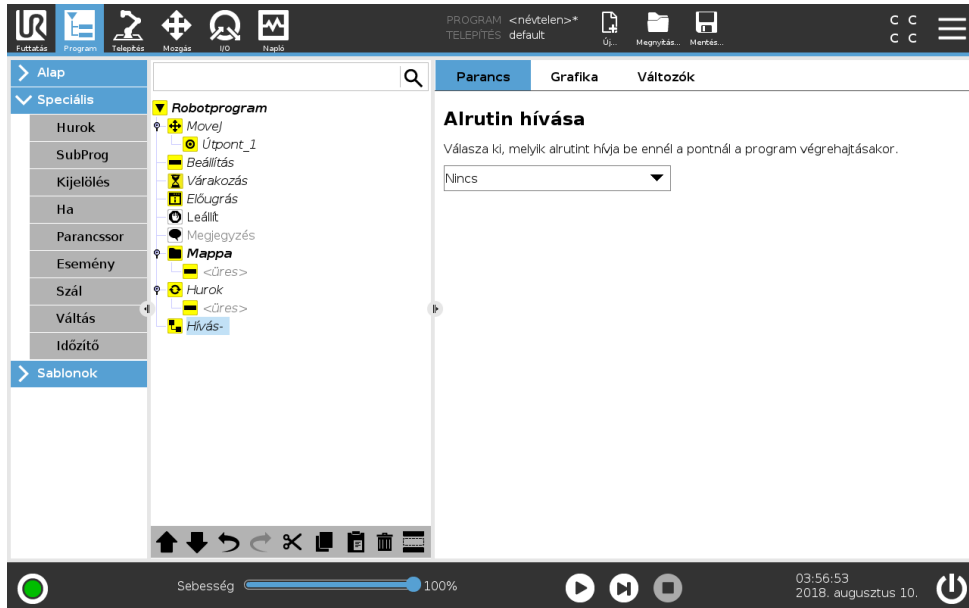 PROGRAM <névtelen>*
TELEPÍTÉS default
C C
C C
Futtatás Program Telepítés Mozgás I/O Napló Új... Megnyitás... Mentés...
Alap
Speciális
Hurok
SubProg
Kijelölés
Ha
Parancssor
Esemény
Szál
Váltás
Időzítő
Sablonok
Robotprogram
MoveJ
Útpont_1
Beállítás
Várakozás
Előugrás
Leállít
Megjegyzés
Mappa
<üres>
Hurok
<üres>
Hívás-
Parancs Grafika Változók
Alrutin hívása
Válasza ki, melyik alrutint hívja be ennél a pontnál a program végrehajtásakor.
Nincs
Sebesség 100%
03:56:53
2018. augusztus 10.